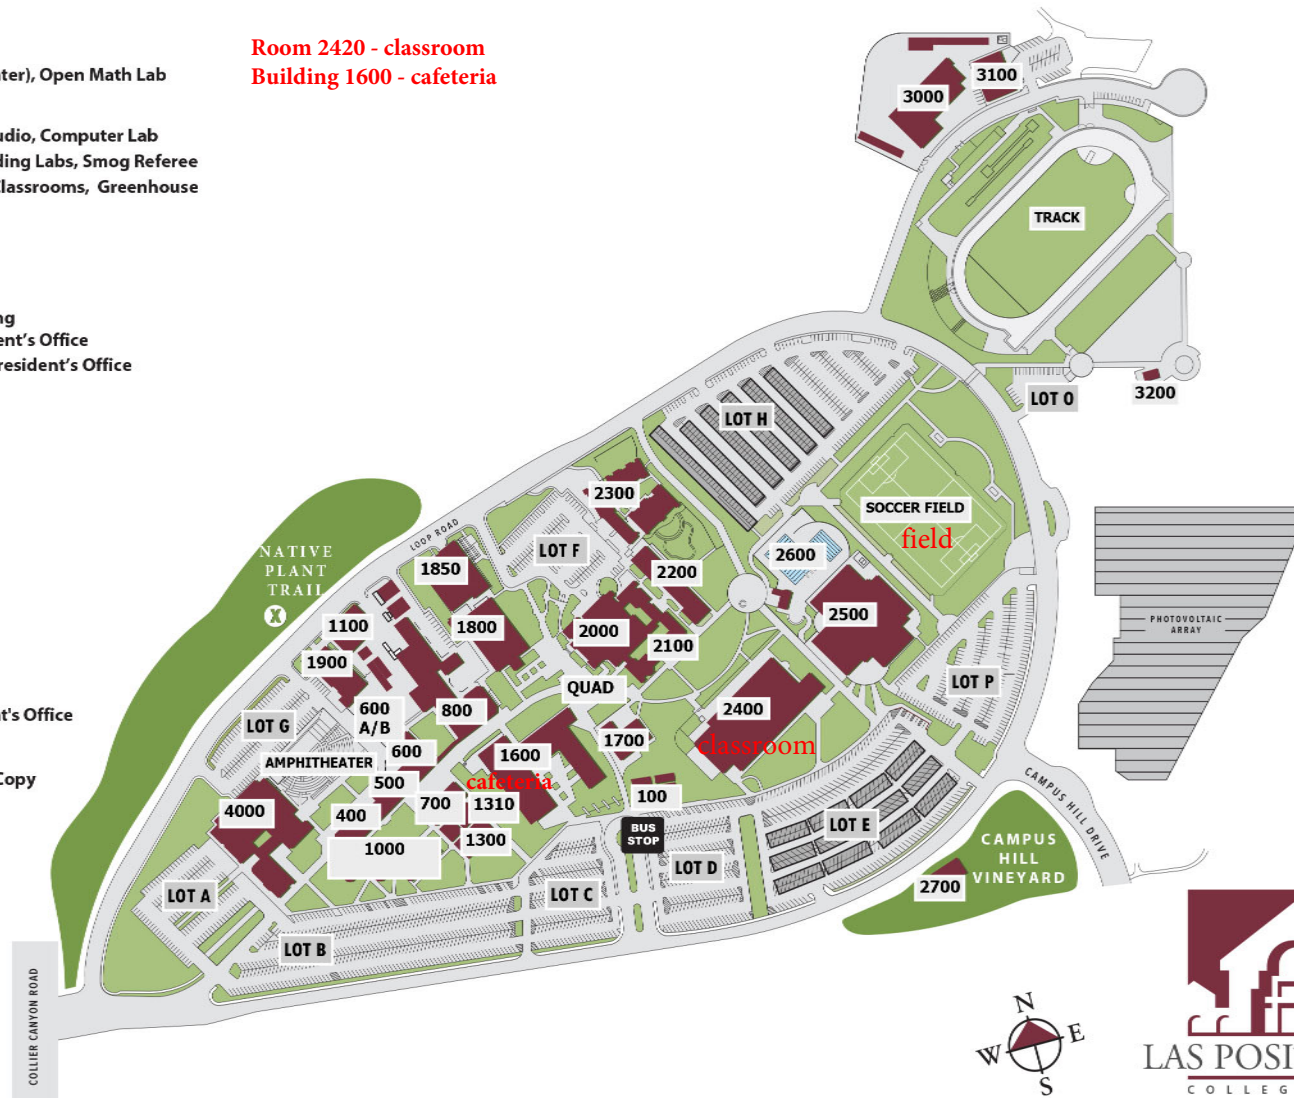 Room 2420 - classroom
Building 1600 - cafeteria
ter), Open Math Lab
udio, Computer Lab
ding Labs, Smog Referee
Classrooms, Greenhouse
ng
ent's Office
resident's Office
t's Office
Copy
3100
3000
TRACK
LOT O
3200
LOT H
2300
SOCCER FIELD
field
LOOP ROAD
NATIVE
PLANT
TRAIL
X
LOT F
2600
1850
2200
2500
1100
1800
2000
2100
1900
PHOTOVOLTAIC
ARRAY
QUAD
LOT P
600
A/B
800
2400
LOT G
600
1600
1700
classroom
AMPHITHEATER
500
cafeteria
4000
400
700
1310
100
CAMPUS HILL DRIVE
1000
1300
BUS
STOP
LOT E
CAMPUS
HILL
VINEYARD
LOT A
LOT C
LOT D
2700
LOT B
COLLIER CANYON ROAD
N
W
E
S
LAS POSI
COLLEG